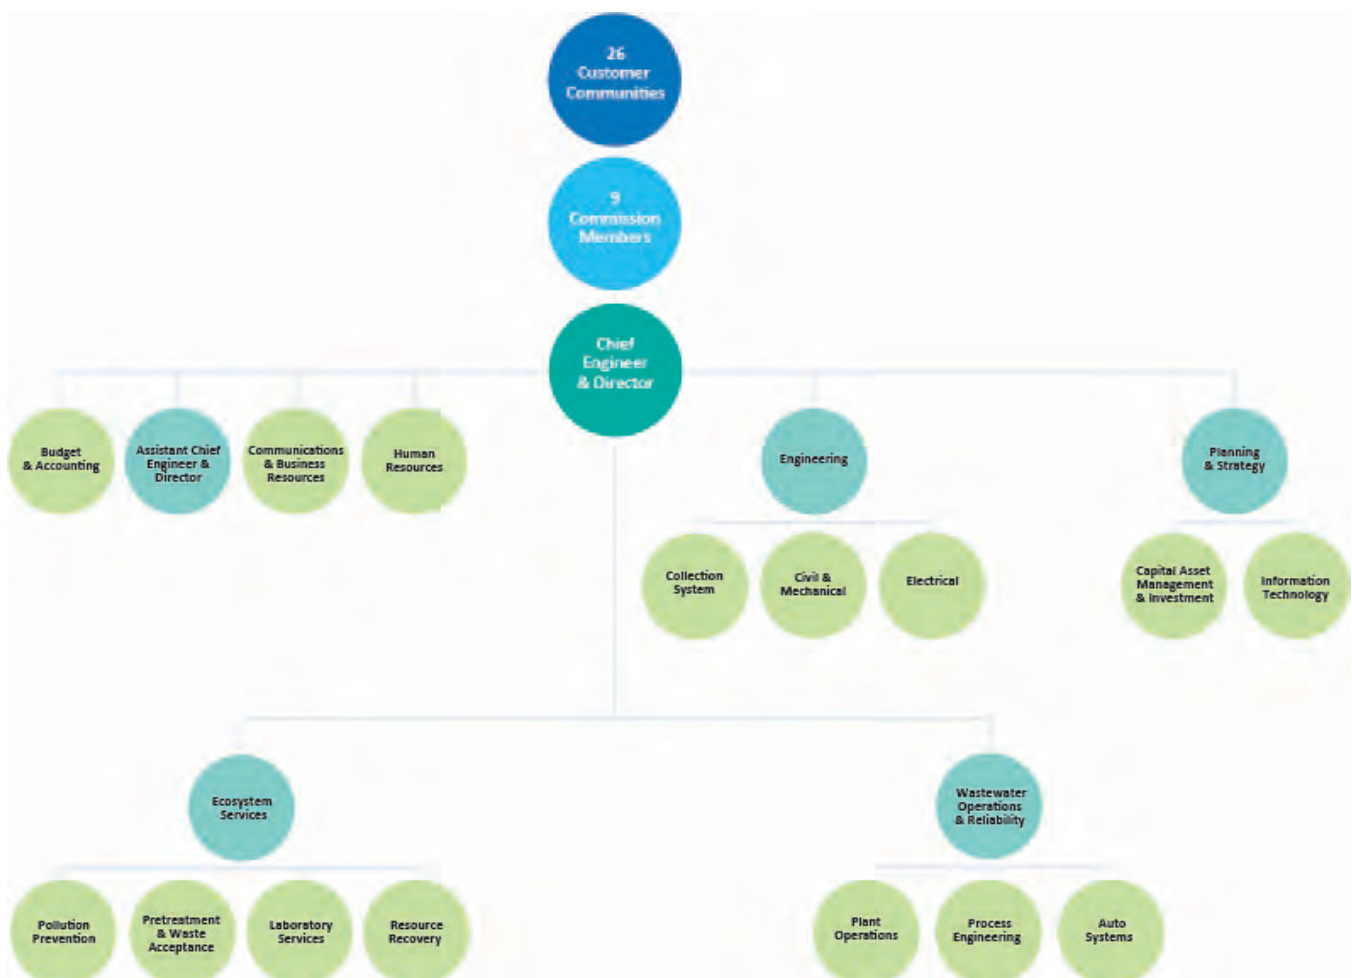 26
Customer
Communities
9
Commission
Members
Chief
Engineer
& Director
Budget
& Accounting
Assistant Chief
Engineer &
Director
Communications
& Business
Resources
Human
Resources
Engineering
Planning
& Strategy
Collection
System
Civil &
Mechanical
Electrical
Capital Asset
Management
& Investment
Information
Technology
Ecosystem
Services
Wastewater
Operations
& Reliability
Pollution
Prevention
Pretreatment
& Waste
Acceptance
Laboratory
Services
Resource
Recovery
Plant
Operations
Process
Engineering
Auto
Systems